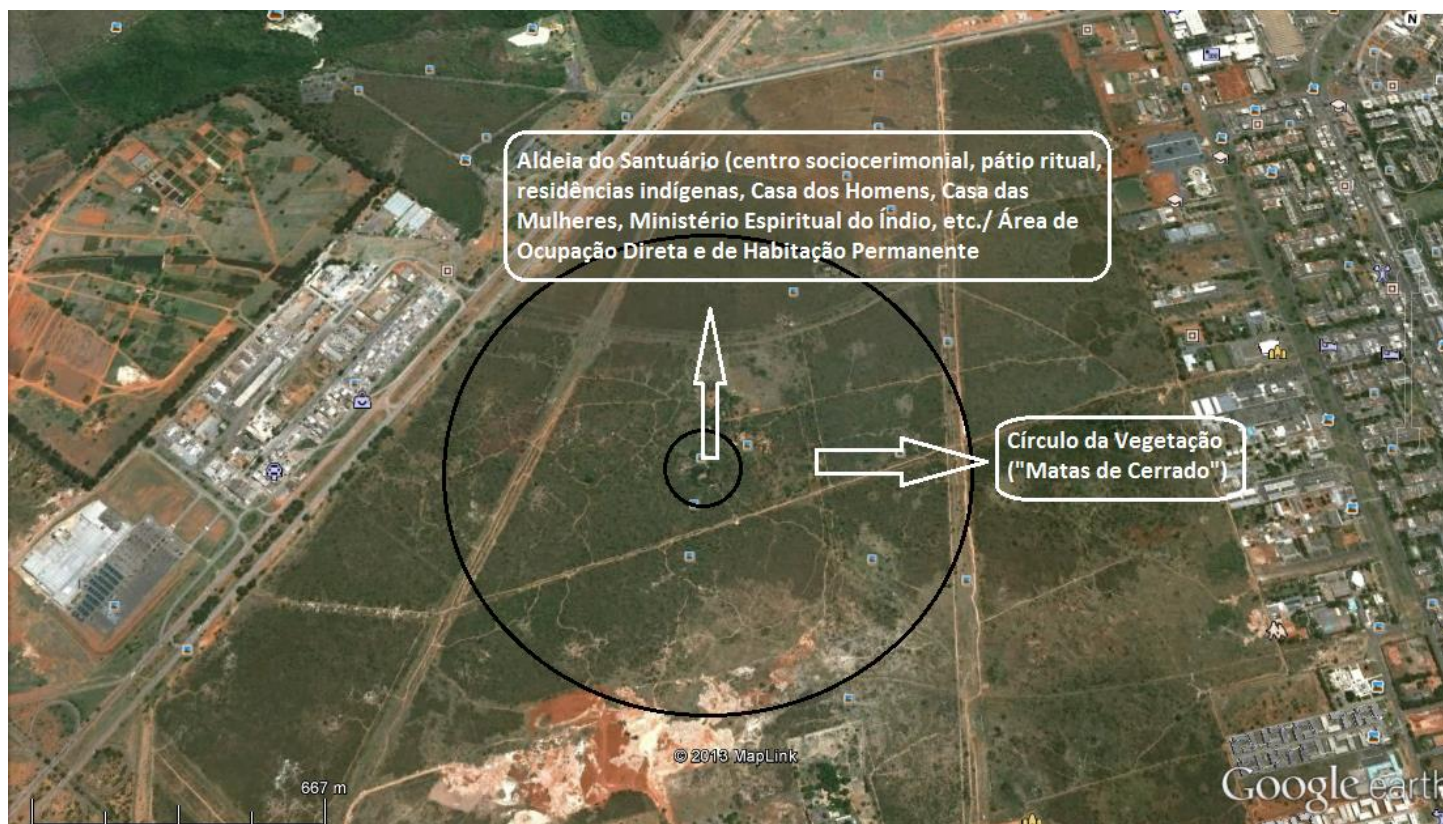 N
Aldeia do Santuário (centro sociocerimonial, pátio ritual,
residências indígenas, Casa dos Homens, Casa das
Mulheres, Ministério Espiritual do Índio, etc./ Área de
Ocupação Direta e de Habitação Permanente
Círculo da Vegetação
("Matas de Cerrado")
© 2013 MapLink
667 m
Google earth